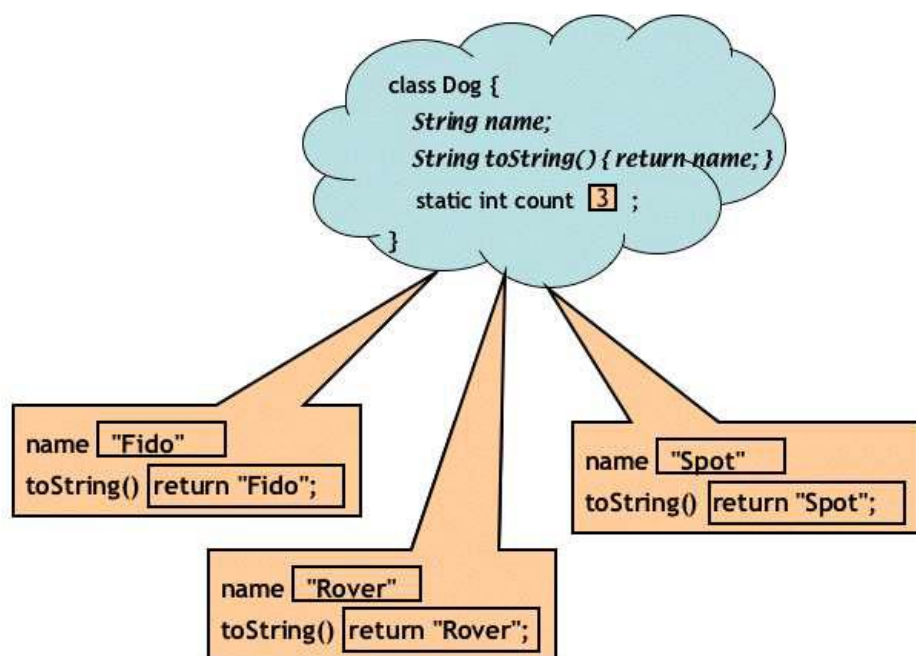 class Dog {
String name;
String toString() { return name; }
static int count 3 ;
}
name "Fido"
toString() return "Fido";
name "Rover"
toString() return "Rover";
name "Spot"
toString() return "Spot";